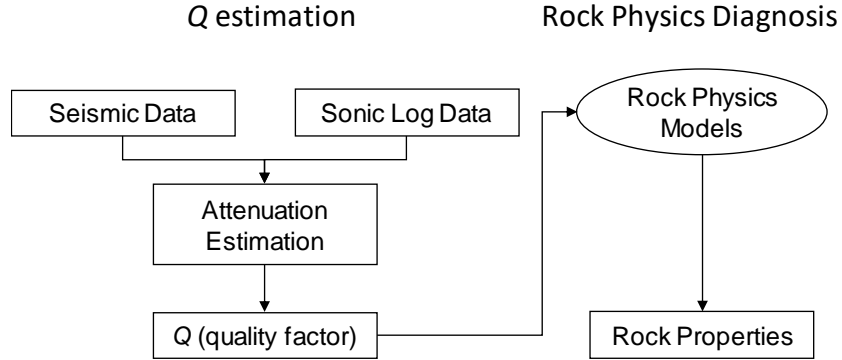 Q estimation
Rock Physics Diagnosis
Seismic Data
Sonic Log Data
Rock Physics
Models
Attenuation
Estimation
Q (quality factor)
Rock Properties